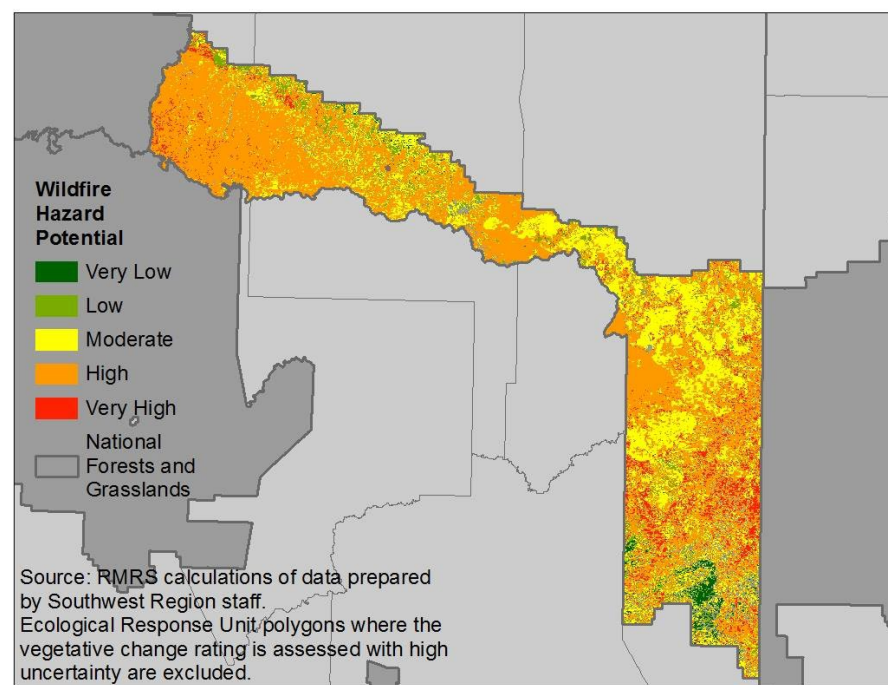 Wildfire
Hazard
Potential
Very Low
Low
Moderate
High
Very High
National
Forests and
Grasslands
Source: RMRS calculations of data prepared
by Southwest Region staff.
Ecological Response Unit polygons where the
vegetative change rating is assessed with high
uncertainty are excluded.